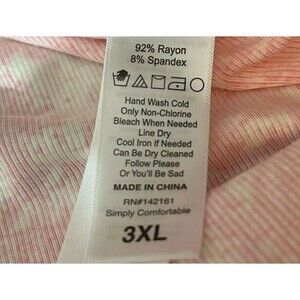 92% Rayon
8% Spandex
Hand Wash Cold
Only Non-Chlorine
Bleach When Needed
Line Dry
Cool Iron if Needed
Can Be Dry Cleaned
Follow Please
Or You'll Be Sad
MADE IN CHINA
RN#142161
Simply Comfortable
3XL